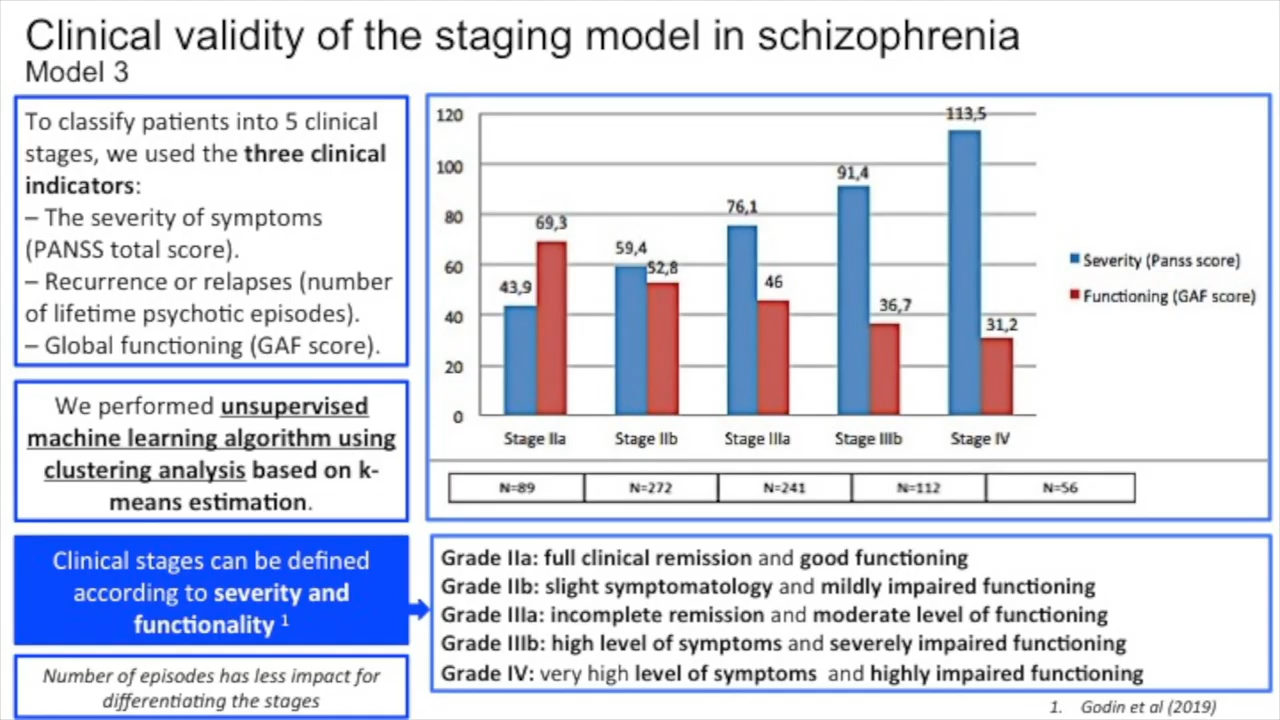 Clinical validity of the staging model in schizophrenia
Model 3
To classify patients into 5 clinical
stages, we used the three clinical
indicators:
– The severity of symptoms
(PANSS total score).
– Recurrence or relapses (number
of lifetime psychotic episodes).
– Global functioning (GAF score).
We performed unsupervised
machine learning algorithm using
clustering analysis based on k-
means estimation.
Clinical stages can be defined
according to severity and
functionality 1
Number of episodes has less impact for
differentiating the stages
120
100
80
60
40
20
0
43,9
69,3
59,4
52,8
76,1
46
91,4
36,7
113,5
31,2
Stage IIa
Stage IIb
Stage IIIa
Stage IIIb
Stage IV
Severity (Panss score)
Functioning (GAF score)
N=89
N=272
N=241
N=112
N=56
Grade IIa: full clinical remission and good functioning
Grade IIb: slight symptomatology and mildly impaired functioning
Grade IIIa: incomplete remission and moderate level of functioning
Grade IIIb: high level of symptoms and severely impaired functioning
Grade IV: very high level of symptoms and highly impaired functioning
1. Godin et al (2019)